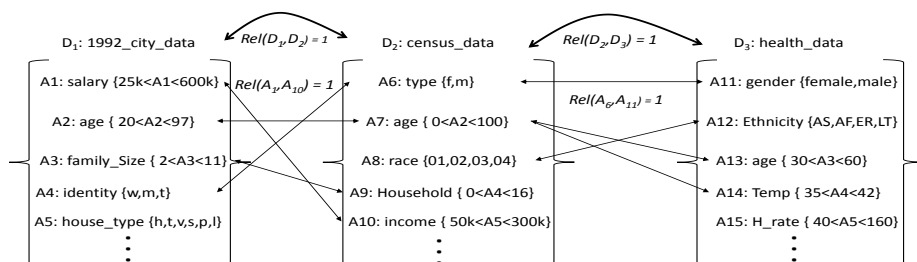 D1: 1992_city_data
Rel(D1,D2) = 1
D2: census_data
Rel(D2,D3) = 1
D3: health_data
A1: salary {25k<A1<600k}
Rel(A1,A10) = 1
A6: type {f,m}
A11: gender {female,male}
Rel(A6,A11) = 1
A2: age { 20<A2<97}
A7: age { 0<A2<100}
A12: Ethnicity {AS,AF,ER,LT}
A3: family_Size { 2<A3<11}
A8: race {01,02,03,04}
A13: age { 30<A3<60}
A4: identity {w,m,t}
A9: Household { 0<A4<16}
A14: Temp { 35<A4<42}
A5: house_type {h,t,v,s,p,l}
A10: income { 50k<A5<300k}
A15: H_rate { 40<A5<160}